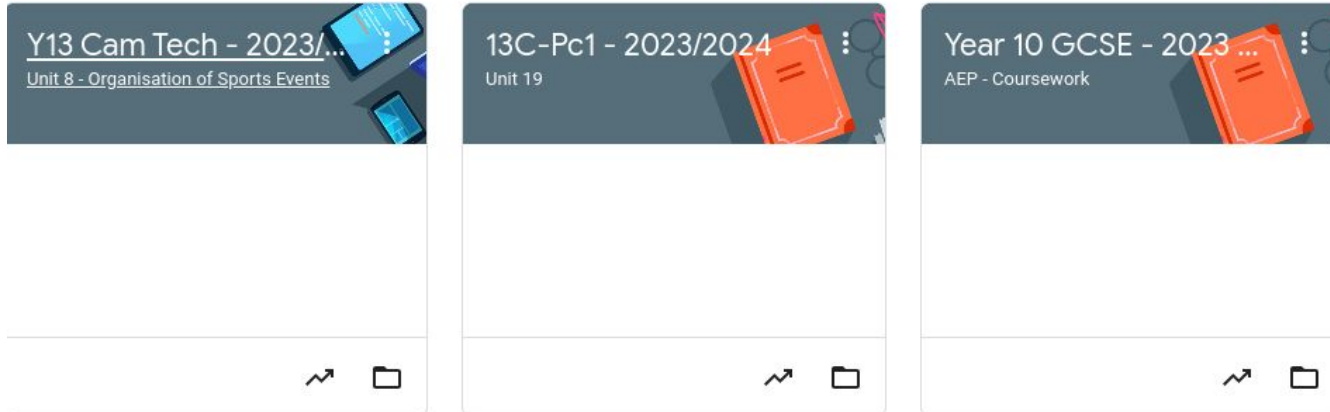 Y13 Cam Tech - 2023/...
Unit 8 - Organisation of Sports Events
13C-Pc1 - 2023/2024
Unit 19
Year 10 GCSE - 2023 ...
AEP - Coursework